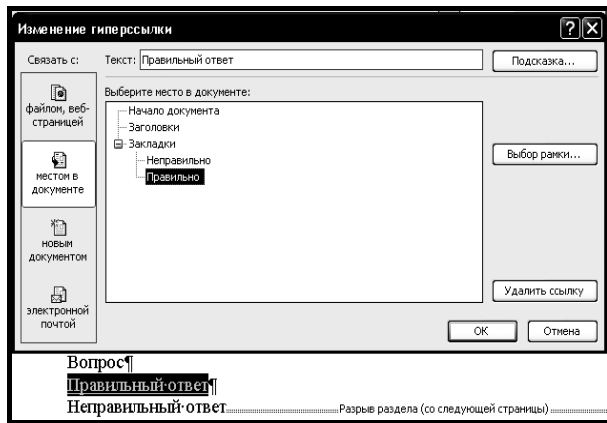 Изменение гиперссылки
Связать с:
Текст: Правильный ответ
Подсказка...
файлом, веб-
страницей
местом в
документе
новым
документом
электронной
почтой
Выберите место в документе:
Начало документа
Заголовки
Закладки
Неправильно
Правильно
Выбор рамки...
Удалить ссылку
ОК
Отмена
Вопрос¶
Правильный·ответ¶
Неправильный·ответ Разрыв раздела (со следующей страницы)